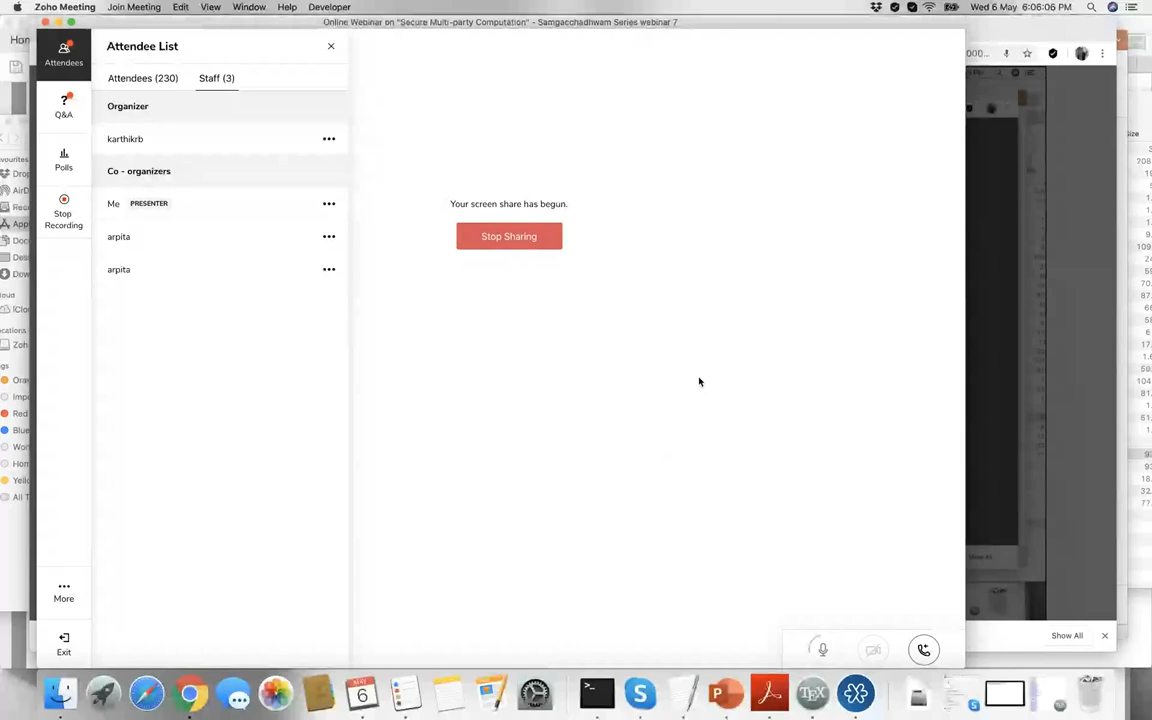 Zoho Meeting Join Meeting Edit View Window Help Developer Wed 6 May 6:06:06 PM
Online Webinar on "Secure Multi-party Computation" - Samgacchadhwam Series webinar 7
Attendees
Attendee List
Attendees (230) Staff (3)
Q&A
Organizer
karthikrb
Polls
Co - organizers
Me PRESENTER
Stop
Recording
arpita
arpita
Your screen share has begun.
Stop Sharing
More
Exit
Show All